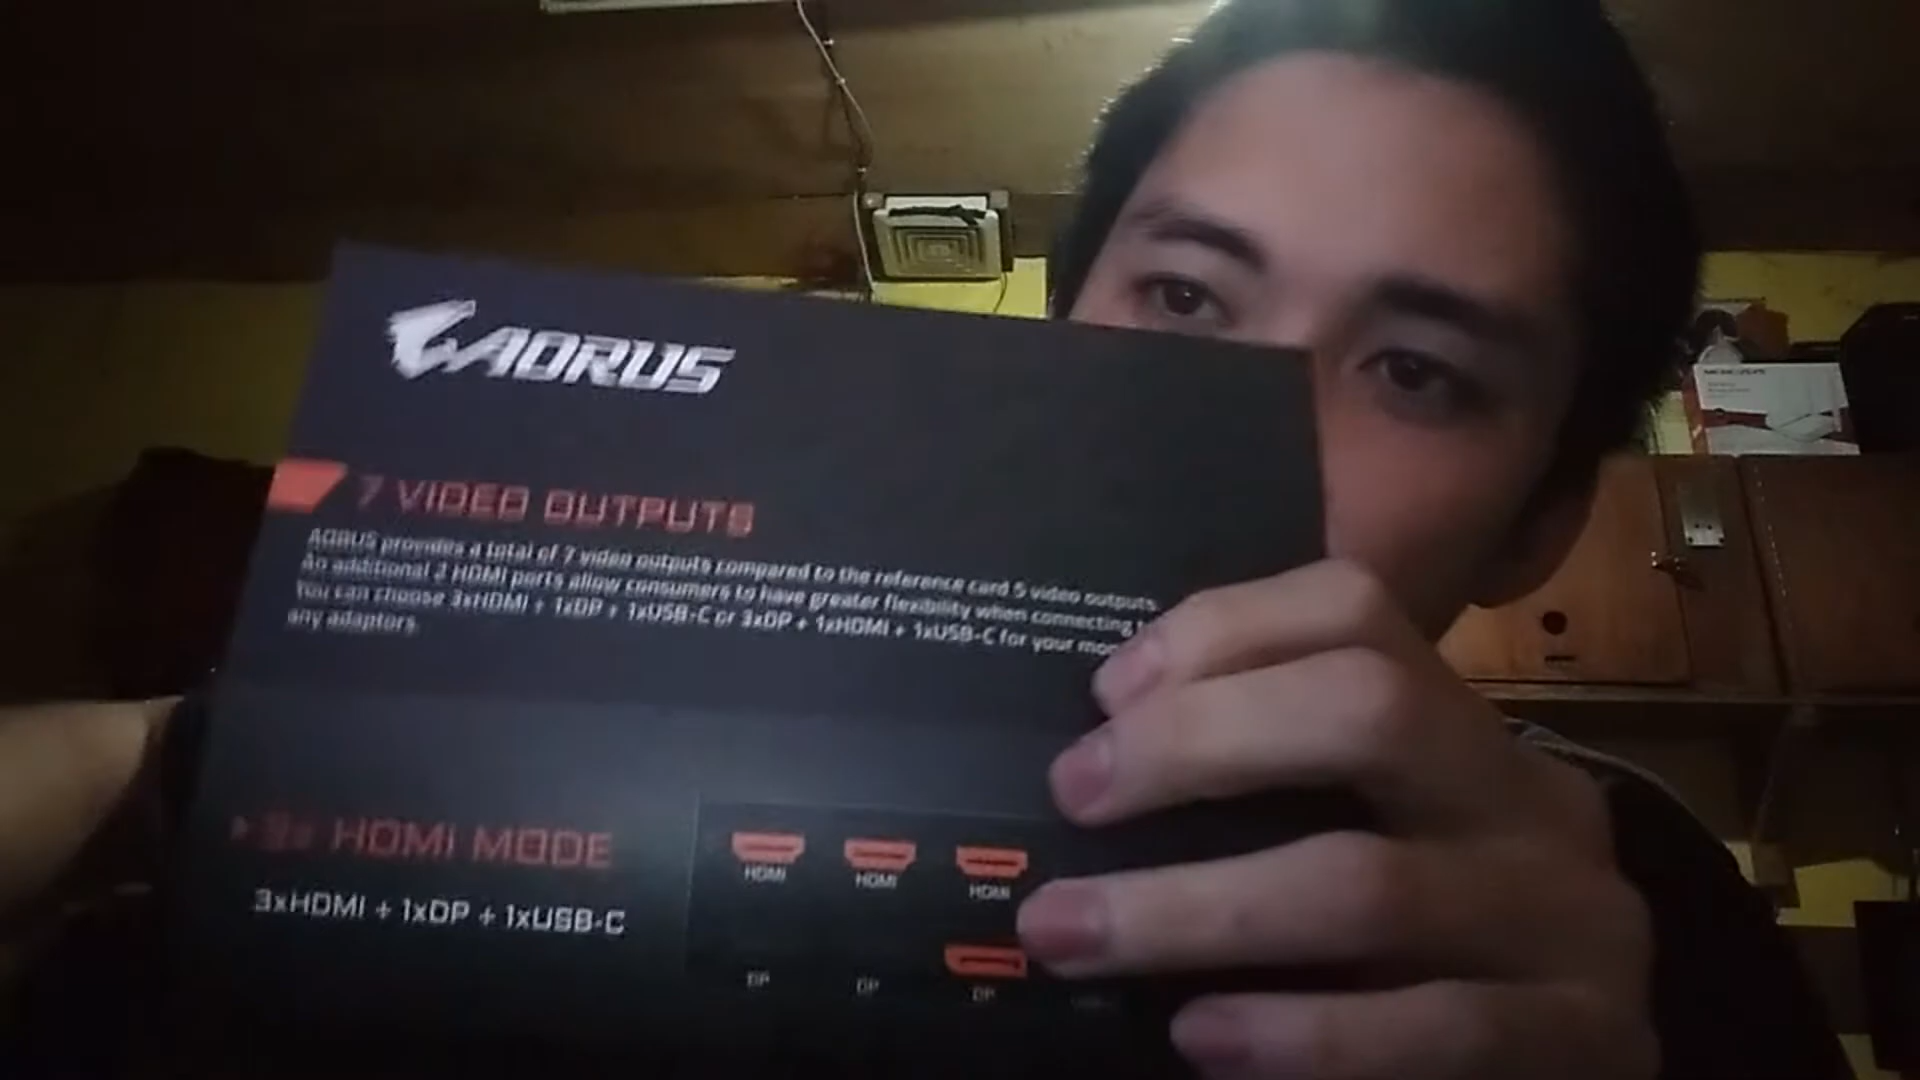 AORUS
7 VIDEO OUTPUTS
AORUS provides a total of 7 video outputs compared to the reference card 5 video outputs.
An additional 2 HDMI ports allow consumers to have greater flexibility when connecting
You can choose 3xHDMI + 1xDP + 1xUSB-C or 3xDP + 1xHDMI + 1xUSB-C for your
any adaptors.
3x HDMI MODE
3xHDMI + 1xDP + 1xUSB-C
HDMI HDMI HDMI
DP DP DP